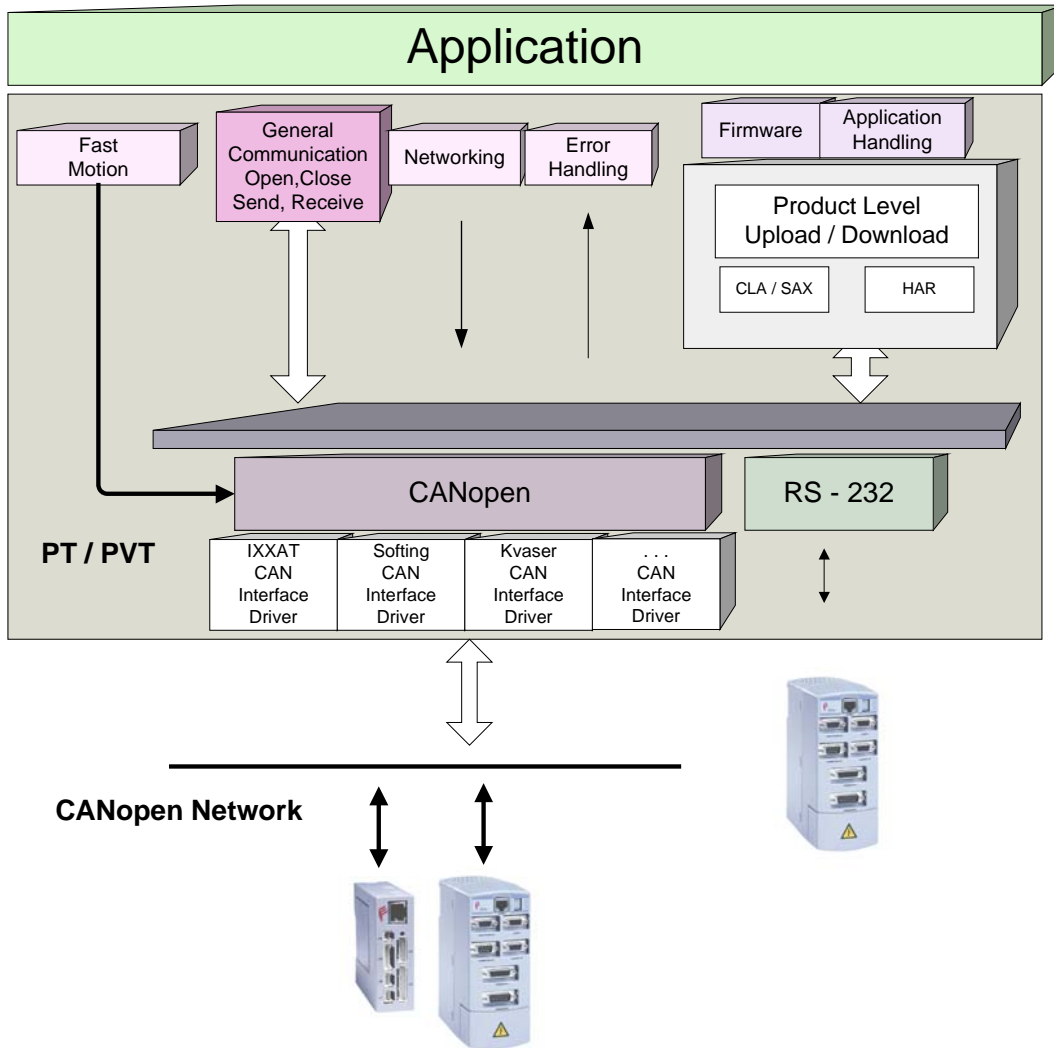 Application
Fast
Motion
General
Communication
Open,Close
Send, Receive
Networking
Error
Handling
Firmware
Application
Handling
Product Level
Upload / Download
CLA / SAX
HAR
CANopen
RS - 232
PT / PVT
IXXAT
CAN
Interface
Driver
Softing
CAN
Interface
Driver
Kvaser
CAN
Interface
Driver
. . .
CAN
Interface
Driver
CANopen Network